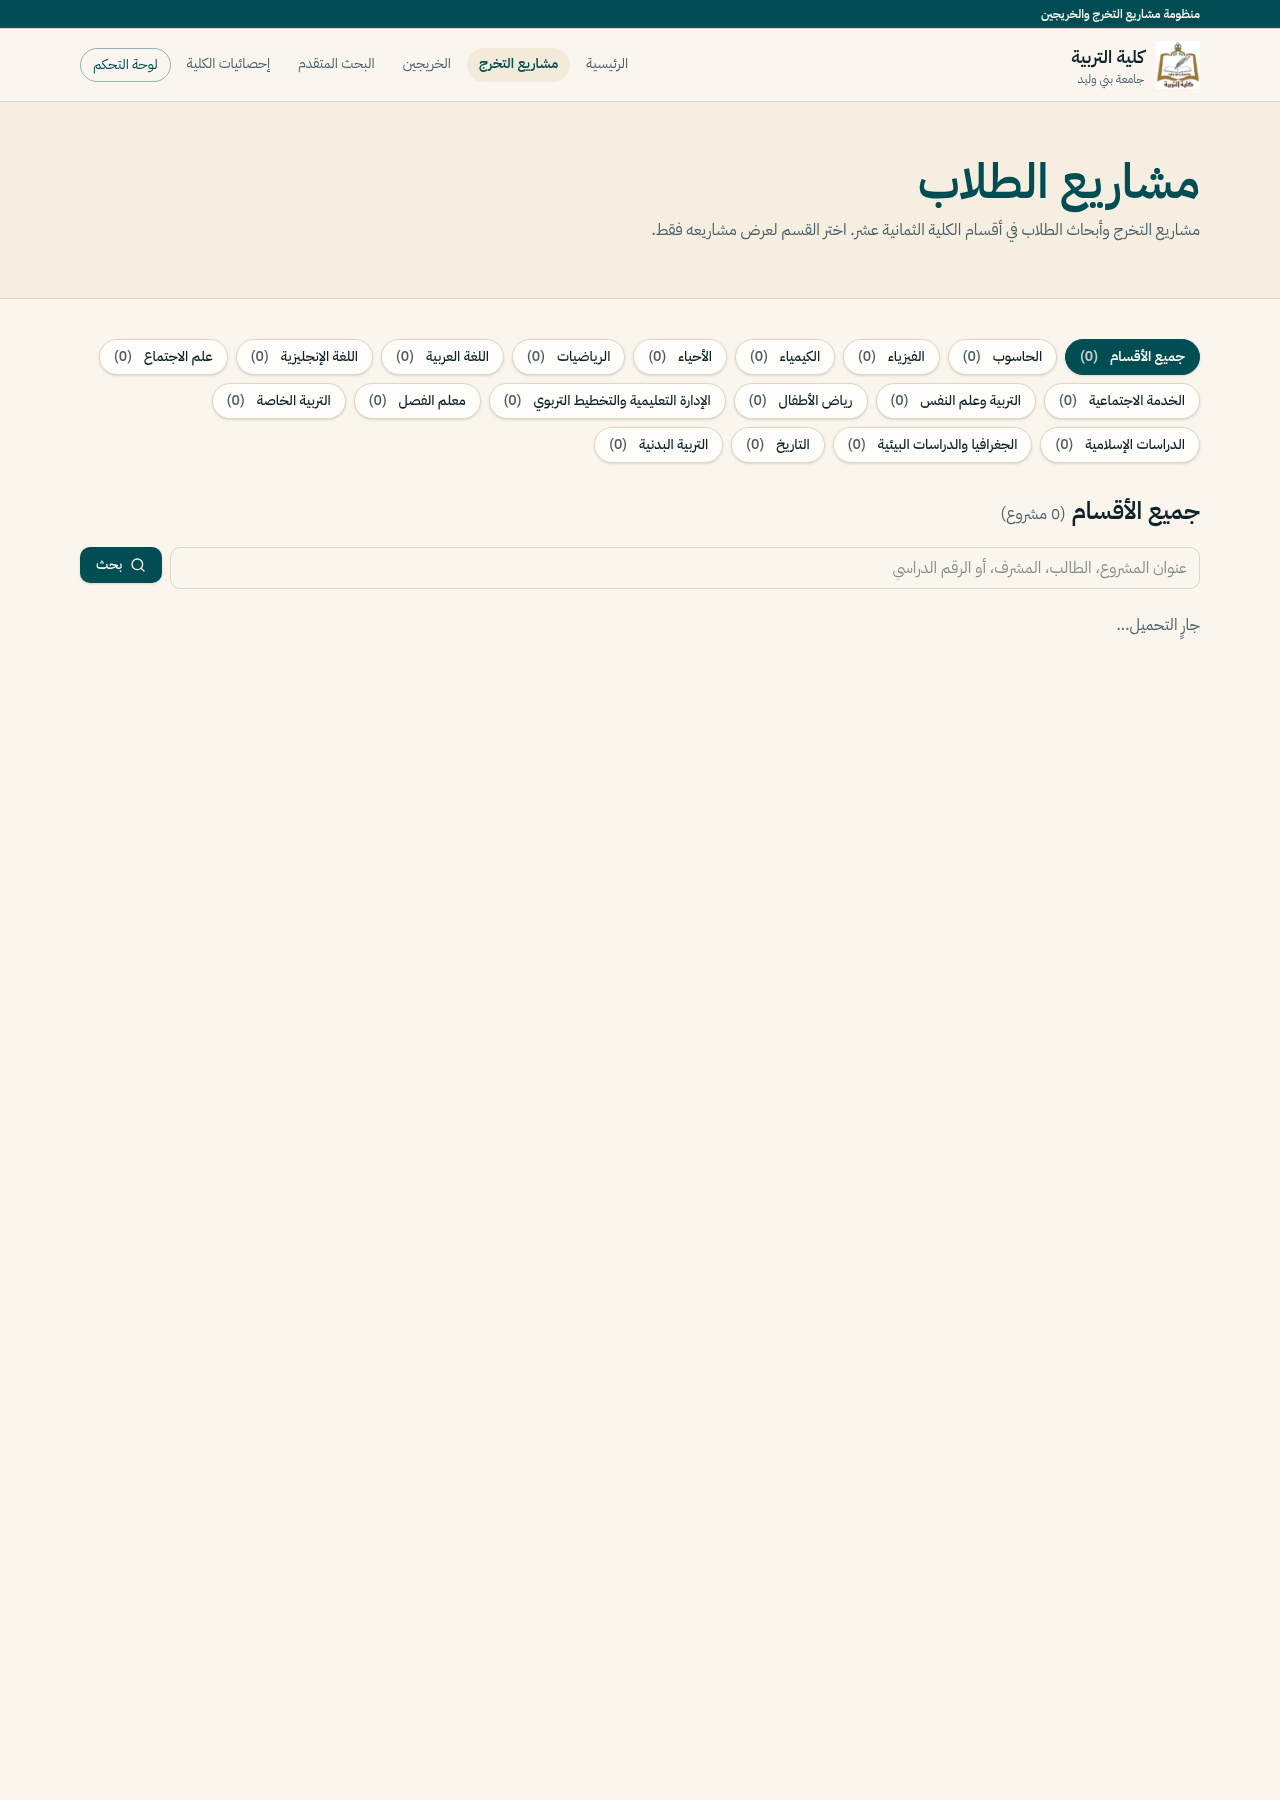 منظومة مشاريع التخرج والخريجين
كلية التربية
جامعة بني وليد
كلية التربية
الرئيسية
مشاريع التخرج
الخريجين
البحث المتقدم
إحصائيات الكلية
لوحة التحكم
مشاريع الطلاب
مشاريع التخرج وأبحاث الطلاب في أقسام الكلية الثمانية عشر. اختر القسم لعرض مشاريعه فقط.
جميع الأقسام (0) الحاسوب (0) الفيزياء (0) الكيمياء (0) الأحياء (0) الرياضيات (0) اللغة العربية (0) اللغة الإنجليزية (0) علم الاجتماع (0)
الخدمة الاجتماعية (0) التربية وعلم النفس (0) رياض الأطفال (0) الإدارة التعليمية والتخطيط التربوي (0) معلم الفصل (0) التربية الخاصة (0)
الدراسات الإسلامية (0) الجغرافيا والدراسات البيئية (0) التاريخ (0) التربية البدنية (0)
جميع الأقسام (0 مشروع)
عنوان المشروع، الطالب، المشرف، أو الرقم الدراسي
بحث
جارٍ التحميل...